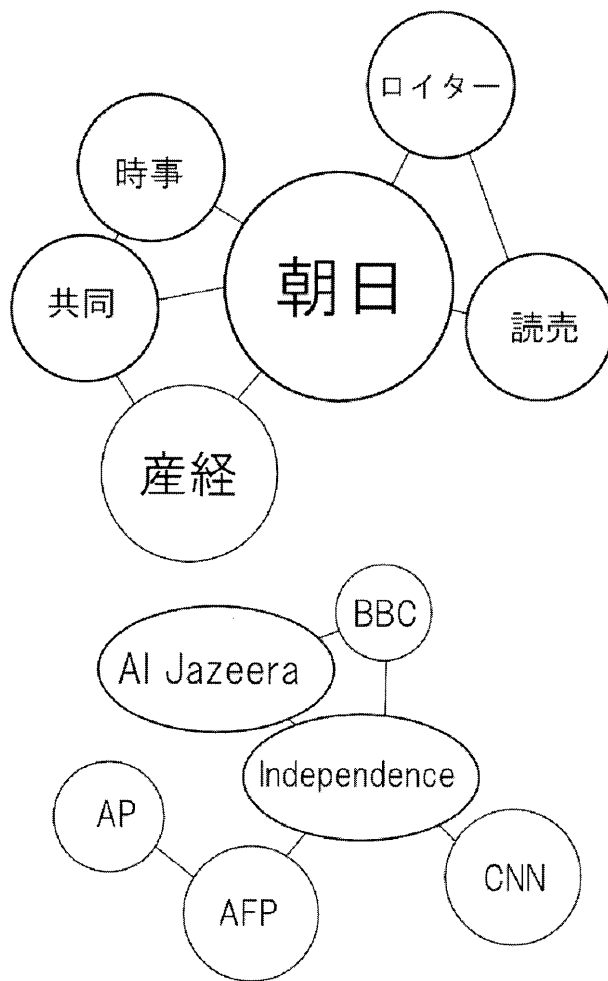 ロイター
時事
朝日
共同
読売
産経
BBC
Al Jazeera
Independence
AP
CNN
AFP